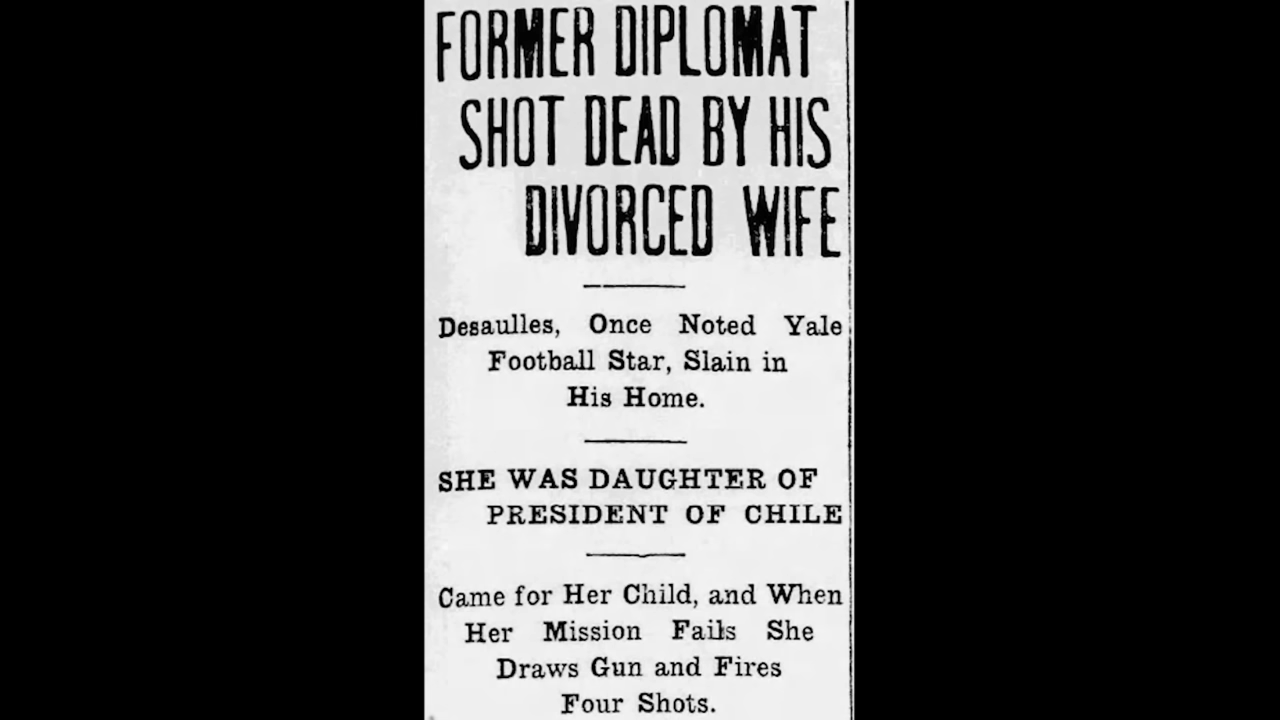 FORMER DIPLOMAT
SHOT DEAD BY HIS
DIVORCED WIFE
Desaulles, Once Noted Yale
Football Star, Slain in
His Home.
SHE WAS DAUGHTER OF
PRESIDENT OF CHILE
Came for Her Child, and When
Her Mission Fails She
Draws Gun and Fires
Four Shots.